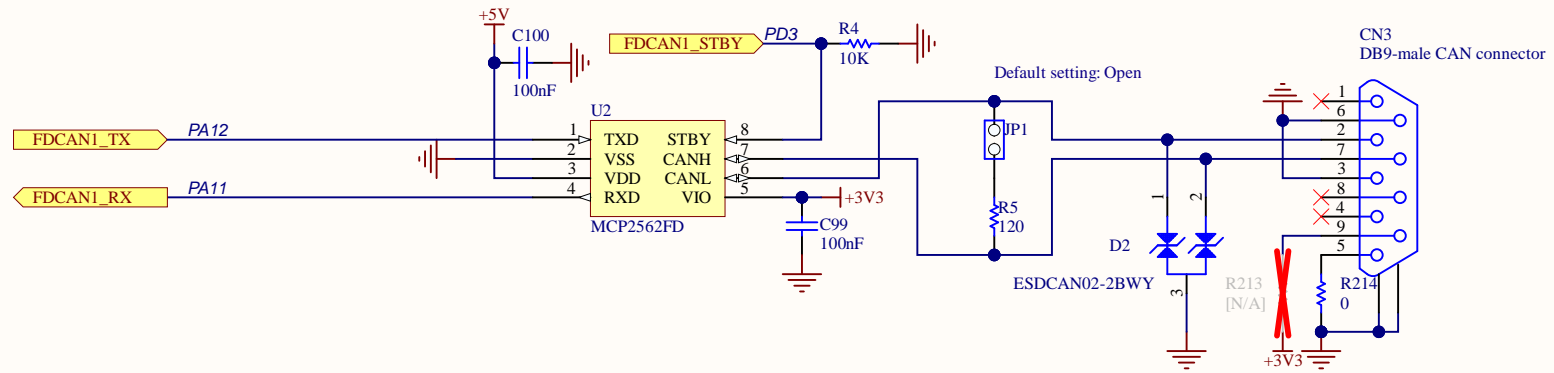 +5V
C100
100nF
FDCAN1_STBY
PD3
R4
10K
CN3
DB9-male CAN connector
Default setting: Open
U2
FDCAN1_TX
PA12
1
TXD
STBY
8
2
VSS
CANH
7
3
VDD
CANL
6
FDCAN1_RX
PA11
4
RXD
VIO
5
MCP2562FD
+3V3
C99
100nF
JP1
R5
120
1
2
D2
ESDCAN02-2BWY
3
1
6
2
7
3
8
4
9
5
R213
[N/A]
+3V3
R214
0